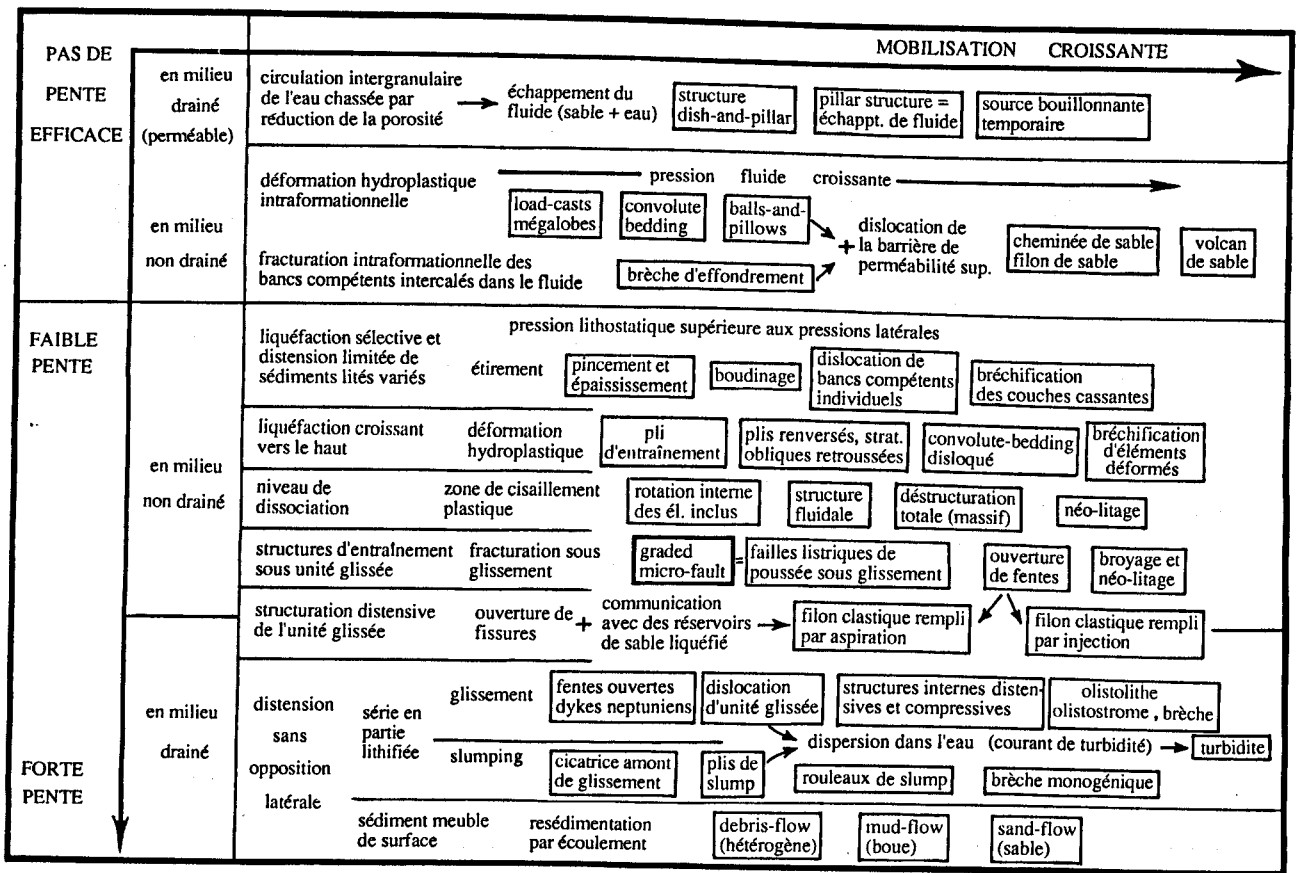 MOBILISATION CROISSANTE
PAS DE
PENTE
EFFICACE
en milieu
drainé
(perméable)
circulation intergranulaire
de l'eau chassée par
réduction de la porosité
échappement du
fluide (sable + eau)
structure
dish-and-pillar
pillar structure =
échappt. de fluide
source bouillonnante
temporaire
en milieu
non drainé
déformation hydroplastique
intraformationnelle
pression fluide croissante
load-casts
mégalobes
convolute
bedding
balls-and-
pillows
fracturation intraformationnelle des
bancs compétents intercalés dans le fluide
brèche d'effondrement
+
dislocation de
la barrière de
perméabilité sup.
cheminée de sable
filon de sable
volcan
de sable
FAIBLE
PENTE
en milieu
non drainé
liquéfaction sélective et
distension limitée de
sédiments lités variés
pression lithostatique supérieure aux pressions latérales
étirement
pincement et
épaississement
boudinage
dislocation de
bancs compétents
individuels
bréchification
des couches cassantes
liquéfaction croissant
vers le haut
déformation
hydroplastique
pli
d'entraînement
plis renversés, strat.
obliques retroussées
convolute-bedding
disloqué
bréchification
d'éléments
déformés
niveau de
dissociation
zone de cisaillement
plastique
rotation interne
des él. inclus
structure
fluidale
déstructuration
totale (massif)
néo-litage
structures d'entraînement
sous unité glissée
fracturation sous
glissement
graded
micro-fault
=
failles listriques de
poussée sous glissement
ouverture
de fentes
broyage et
néo-litage
structuration distensive
de l'unité glissée
ouverture de
fissures
+
communication
avec des réservoirs
de sable liquéfié
filon clastique rempli
par aspiration
filon clastique rempli
par injection
FORTE
PENTE
en milieu
drainé
distension
sans
opposition
latérale
série en
partie
lithifiée
glissement
fentes ouvertes
dykes neptuniens
dislocation
d'unité glissée
structures internes disten-
sives et compressives
olistolithe
olistostrome , brèche
slumping
cicatrice amont
de glissement
plis de
slump
dispersion dans l'eau (courant de turbidité)
turbidite
rouleaux de slump
brèche monogénique
sédiment meuble
de surface
resédimentation
par écoulement
debris-flow
(hétérogène)
mud-flow
(boue)
sand-flow
(sable)